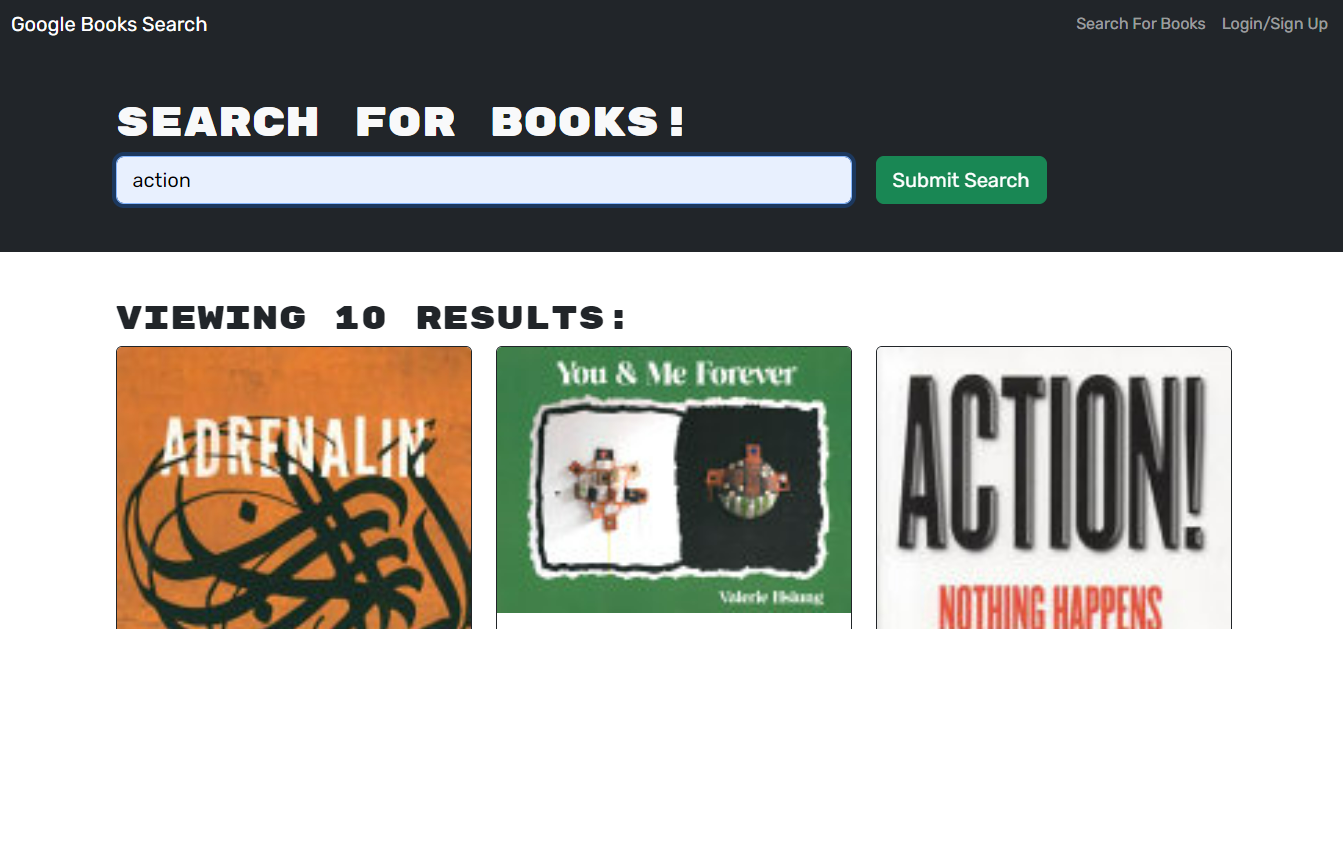 Google Books Search
Search For Books Login/Sign Up
SEARCH FOR BOOKS!
action
Submit Search
VIEWING 10 RESULTS:
ADRENALIN
You & Me Forever
Valerie Hsiung
ACTION!
NOTHING HAPPENS